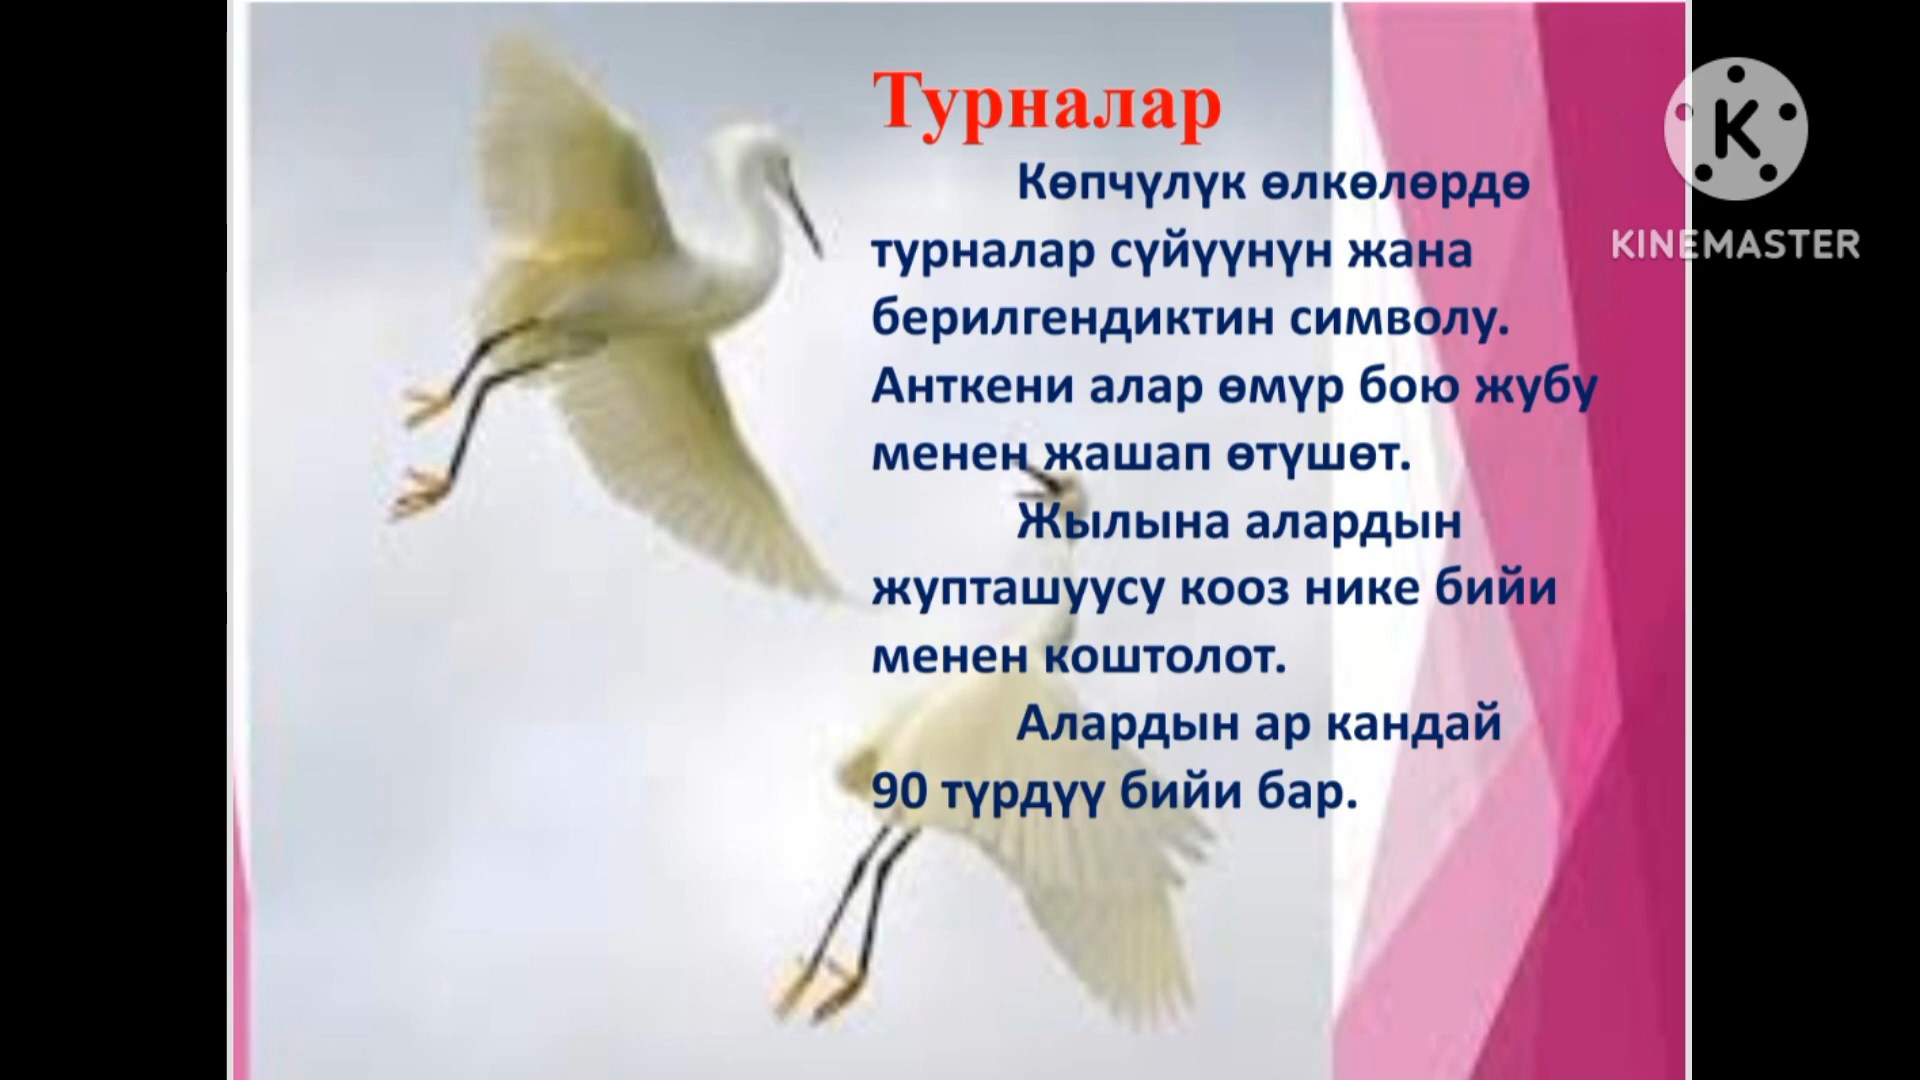 Турналар
Көпчүлүк өлкөлөрдө
турналар сүйүүнүн жана
берилгендиктин символу.
Анткени алар өмүр бою жубу
менен жашап өтүшөт.
Жылына алардын
жупташуусу кооз нике бийи
менен коштолот.
Алардын ар кандай
90 түрдүү бийи бар.
K
KINEMASTER